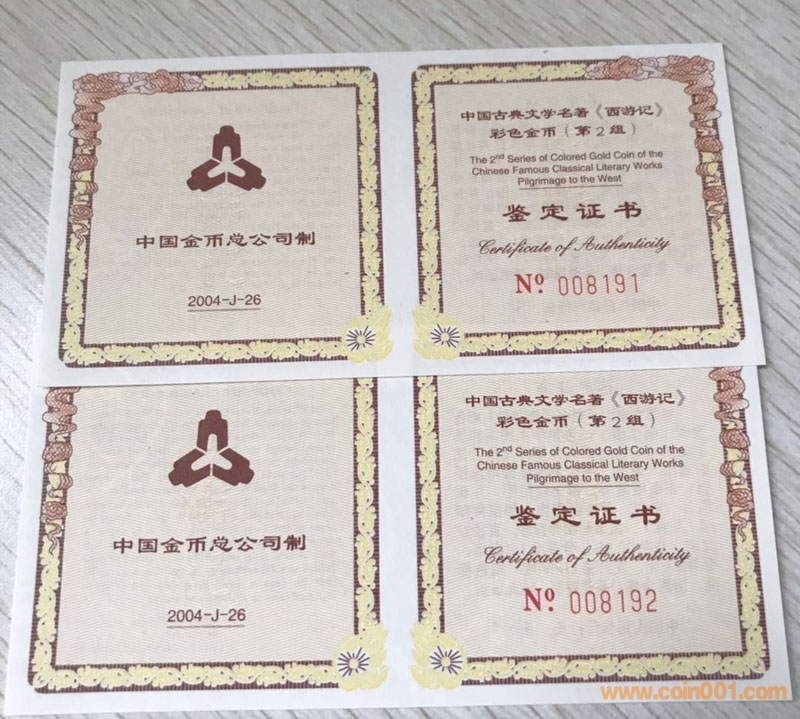 中国金币总公司制
2004-J-26
中国古典文学名著《西游记》
彩色金币（第2组）
The 2nd Series of Colored Gold Coin of the
Chinese Famous Classical Literary Works
Pilgrimage to the West
鉴定证书
Certificate of Authenticity
Nº 008191
中国金币总公司制
2004-J-26
中国古典文学名著《西游记》
彩色金币（第2组）
The 2nd Series of Colored Gold Coin of the
Chinese Famous Classical Literary Works
Pilgrimage to the West
鉴定证书
Certificate of Authenticity
Nº 008192
www.coin001.com